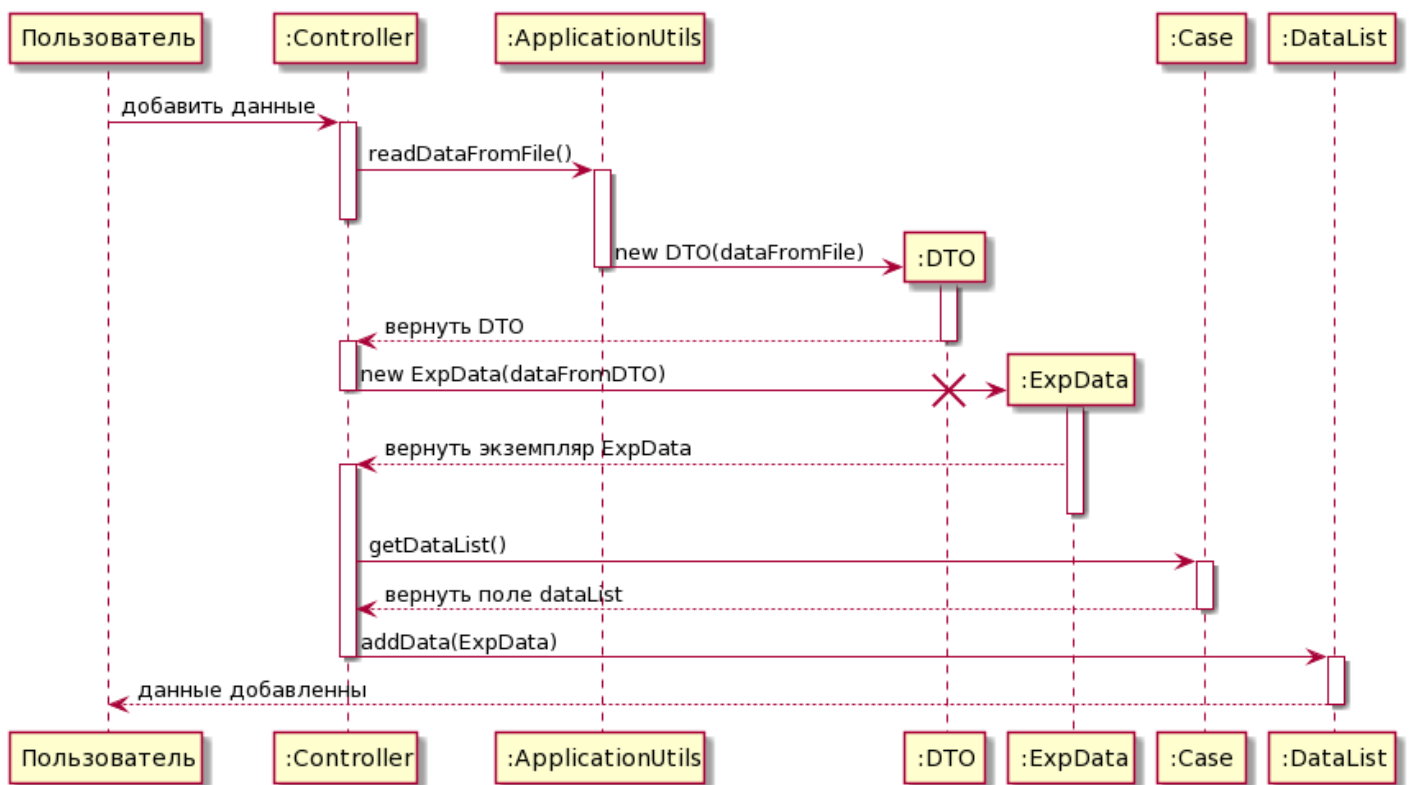 Пользователь
:Controller
:ApplicationUtils
:Case
:DataList
добавить данные
readDataFromFile()
new DTO(dataFromFile)
:DTO
вернуть DTO
new ExpData(dataFromDTO)
:ExpData
вернуть экземпляр ExpData
getDataList()
вернуть поле dataList
addData(ExpData)
данные добавленны
Пользователь
:Controller
:ApplicationUtils
:DTO
:ExpData
:Case
:DataList